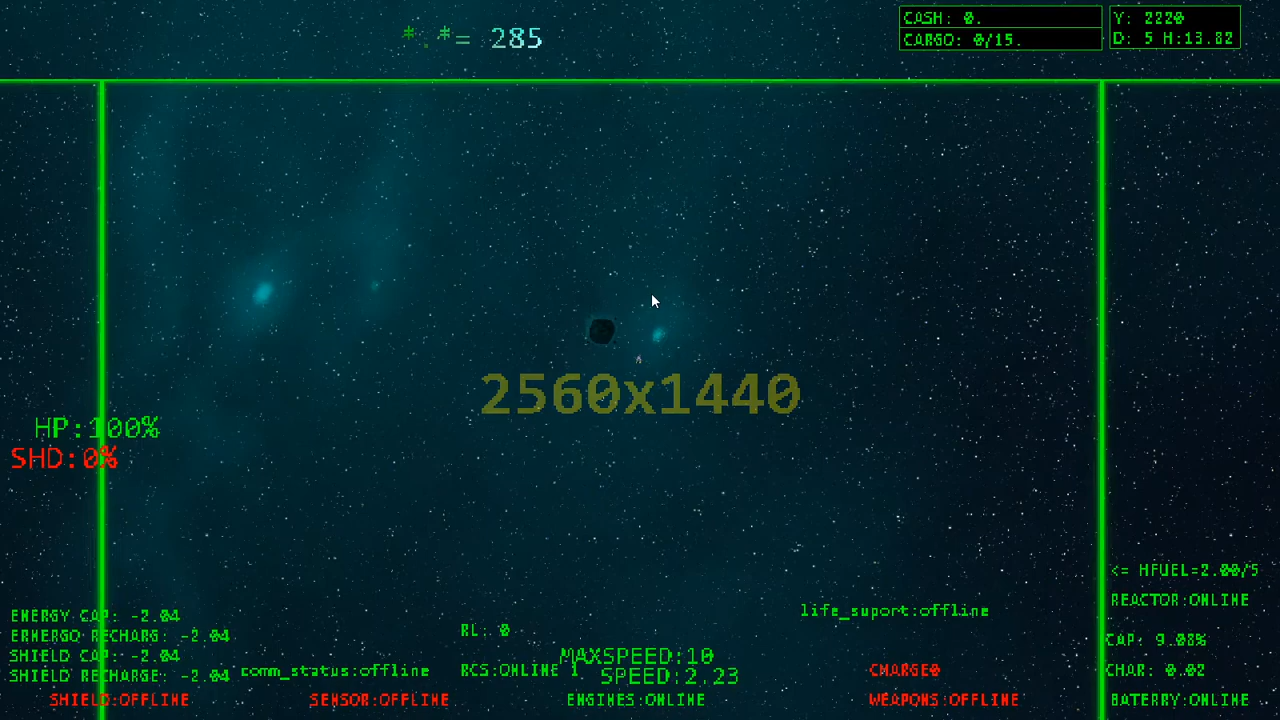 *.*= 285
CASH: 0.
CARGO: 0/15.
Y: 2220
D: 5 H:13.82
2560x1440
HP:100%
SHD:0%
<= HFUEL=2.00/5
REACTOR:ONLINE
life_suport:offline
ENERGY CAP: -2.04
ERNERGO RECHARG: -2.04
SHIELD CAP: -2.04
SHIELD RECHARGE: -2.04
RL: 0
CAP: 9.08%
MAXSPEED:10
SPEED:2.23
comm_status:offline
RCS:ONLINE 1
CHARGE0
CHAR: 0.02
SHIELD:OFFLINE
SENSOR:OFFLINE
ENGINES:ONLINE
WEAPONS:OFFLINE
BATERRY:ONLINE